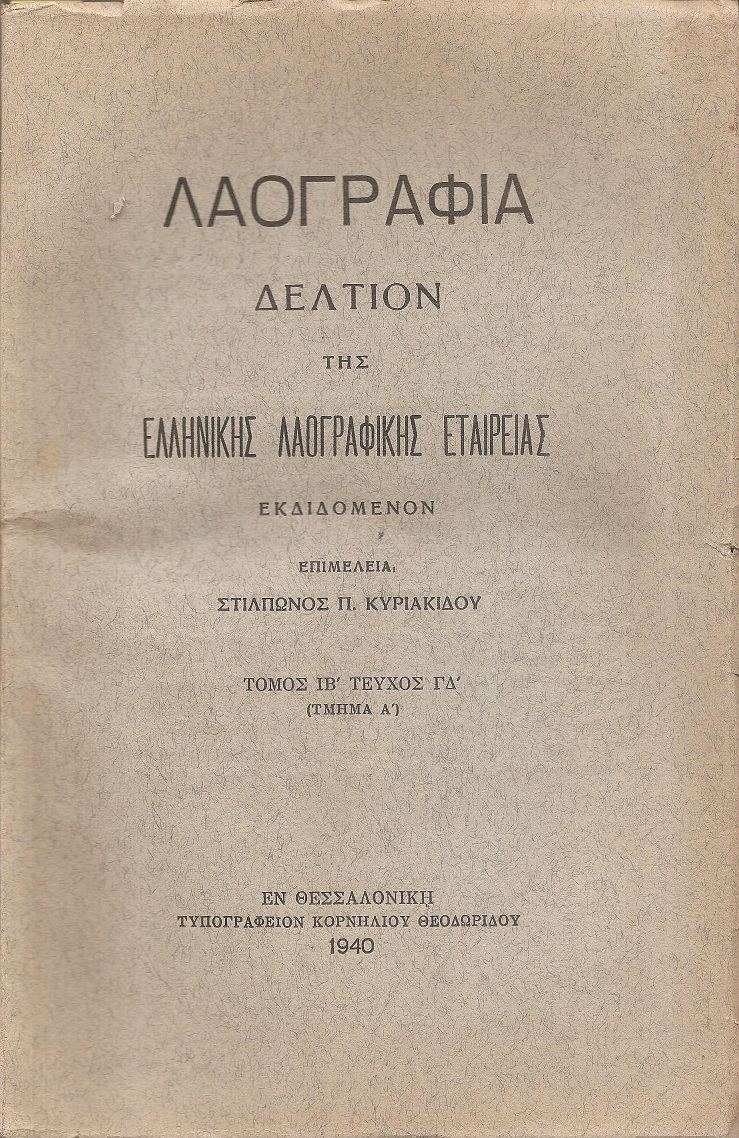 ΛΑΟΓΡΑΦΙΑ
ΔΕΛΤΙΟΝ
ΤΗΣ
ΕΛΛΗΝΙΚΗΣ ΛΑΟΓΡΑΦΙΚΗΣ ΕΤΑΙΡΕΙΑΣ
ΕΚΔΙΔΟΜΕΝΟΝ
ΕΠΙΜΕΛΕΙΑι
ΣΤΙΛΠΩΝΟΣ Π. ΚΥΡΙΑΚΙΔΟΥ
ΤΟΜΟΣ ΙΒ′ ΤΕΥΧΟΣ ΓΔ′
(ΤΜΗΜΑ Α′)
ΕΝ ΘΕΣΣΑΛΟΝΙΚῌ
ΤΥΠΟΓΡΑΦΕΙΟΝ ΚΟΡΝΗΛΙΟΥ ΘΕΟΔΩΡΙΔΟΥ
1940